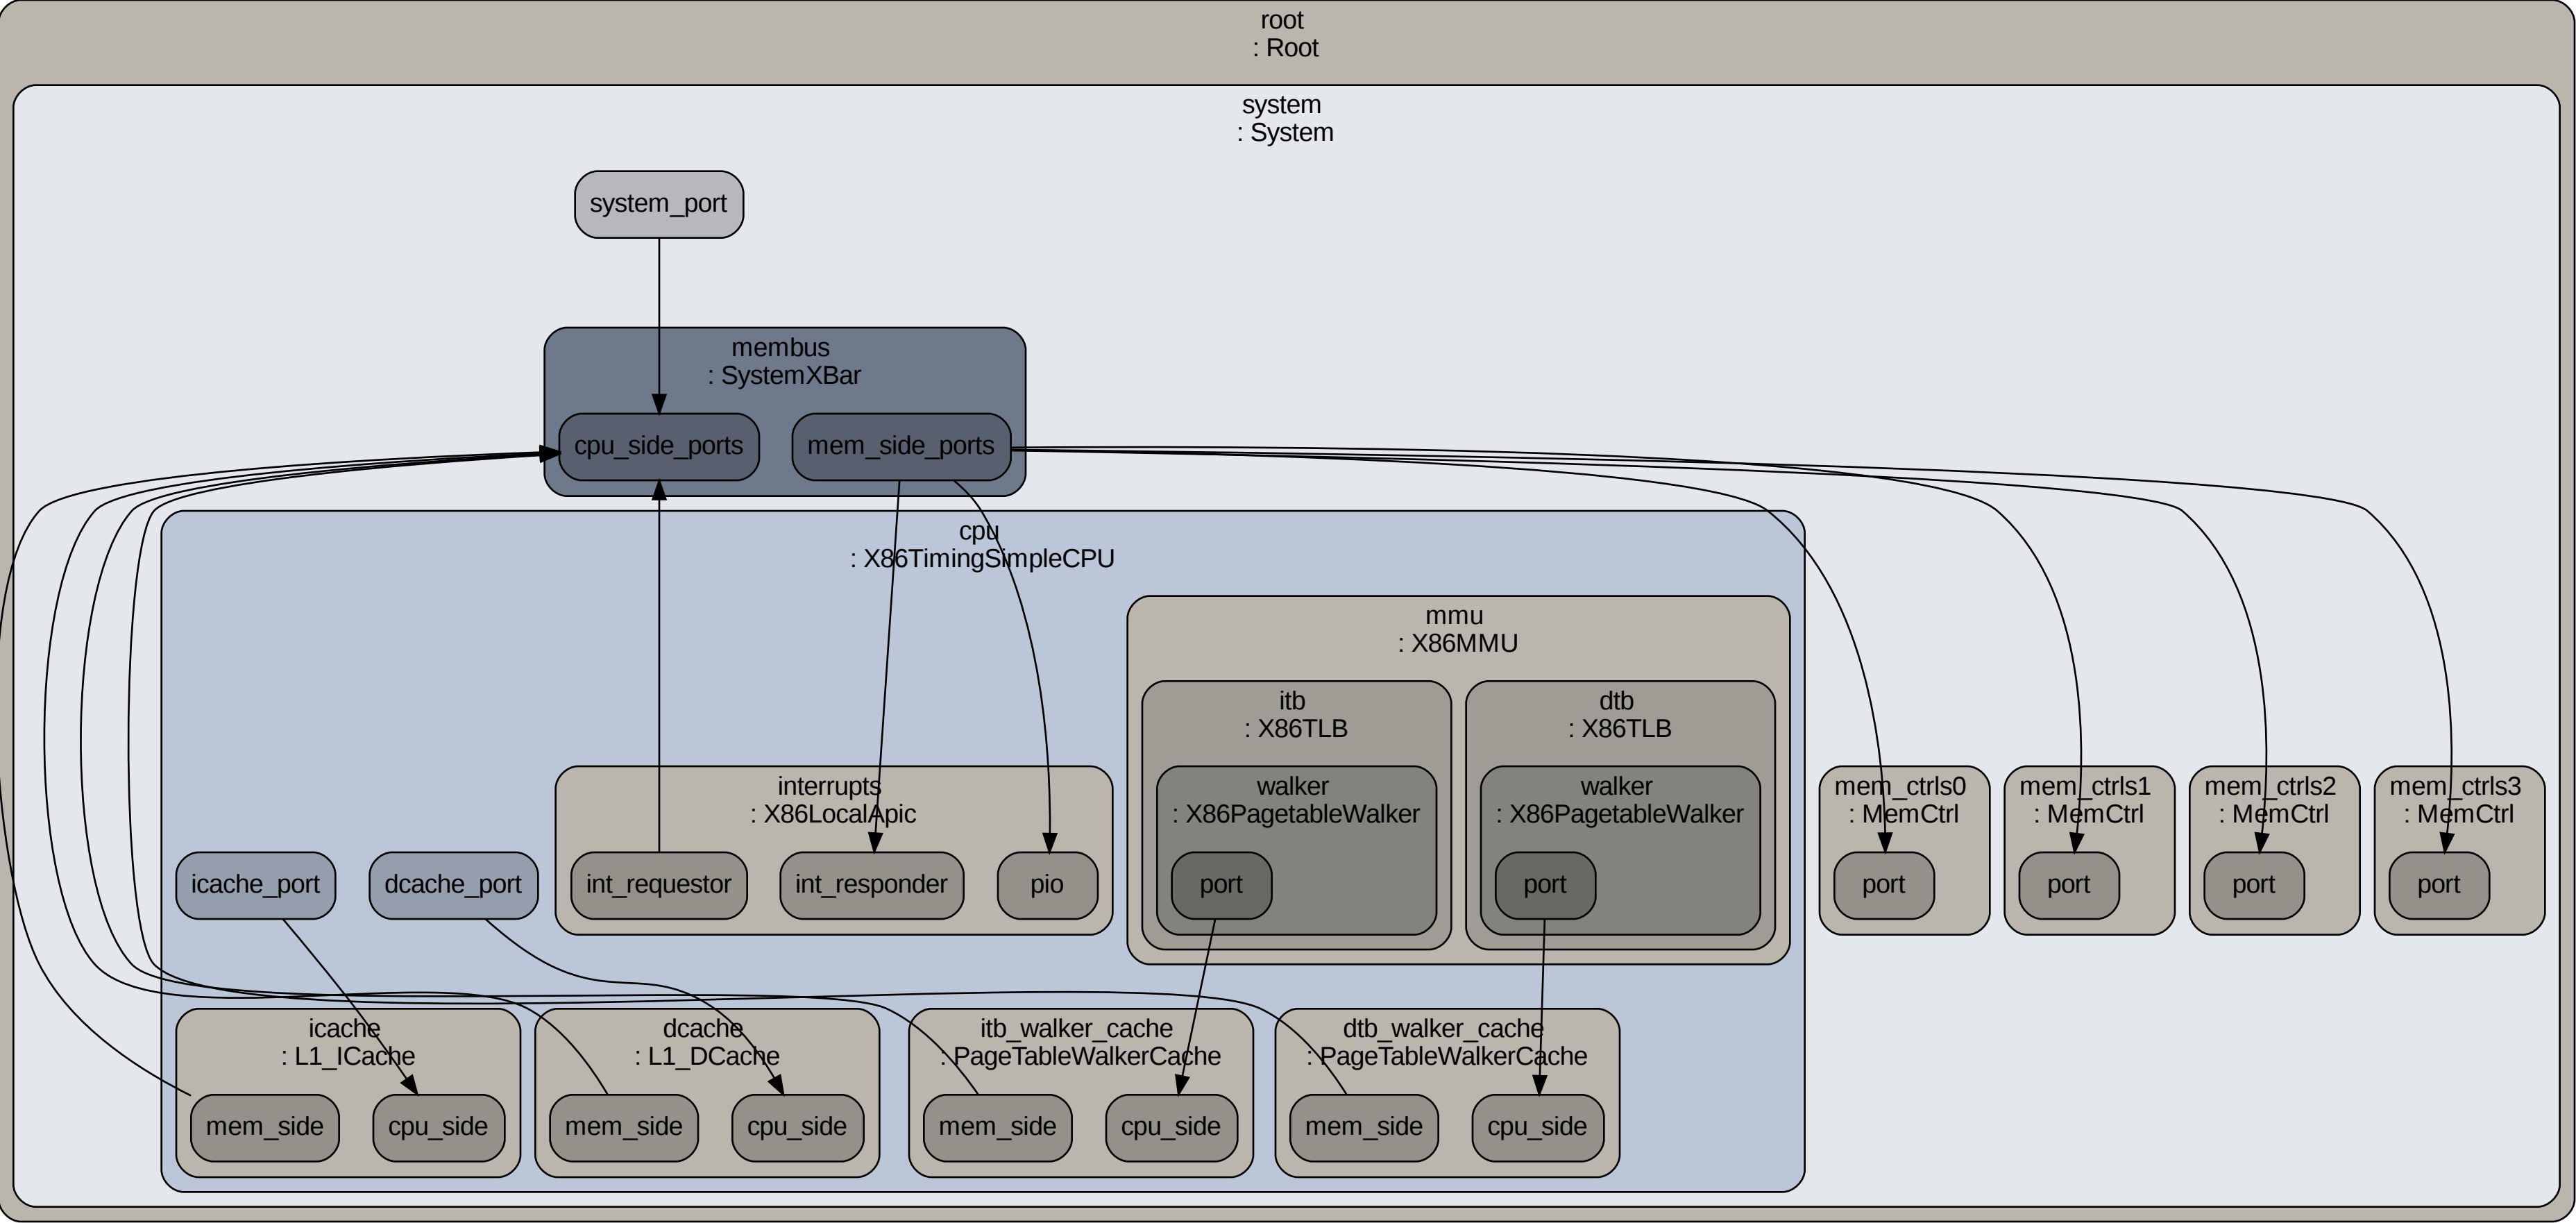 root
: Root
system
: System
system_port
membus
: SystemXBar
cpu_side_ports
mem_side_ports
cpu
: X86TimingSimpleCPU
mmu
: X86MMU
itb
: X86TLB
dtb
: X86TLB
interrupts
: X86LocalApic
walker
: X86PagetableWalker
walker
: X86PagetableWalker
mem_ctrls0
: MemCtrl
mem_ctrls1
: MemCtrl
mem_ctrls2
: MemCtrl
mem_ctrls3
: MemCtrl
icache_port
dcache_port
int_requestor
int_responder
pio
port
port
port
port
port
port
icache
: L1_ICache
dcache
: L1_DCache
itb_walker_cache
: PageTableWalkerCache
dtb_walker_cache
: PageTableWalkerCache
mem_side
cpu_side
mem_side
cpu_side
mem_side
cpu_side
mem_side
cpu_side